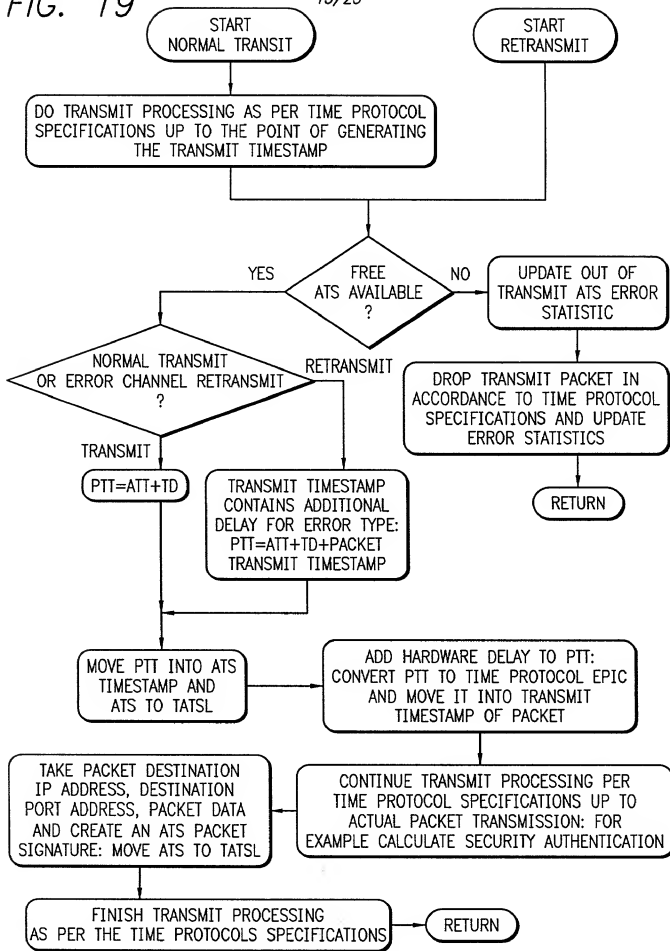 FIG. 19
START
NORMAL TRANSIT
START
RETRANSMIT
DO TRANSMIT PROCESSING AS PER TIME PROTOCOL
SPECIFICATIONS UP TO THE POINT OF GENERATING
THE TRANSMIT TIMESTAMP
YES
FREE
ATS AVAILABLE
?
NO
UPDATE OUT OF
TRANSMIT ATS ERROR
STATISTIC
NORMAL TRANSMIT
OR ERROR CHANNEL RETRANSMIT
?
RETRANSMIT
DROP TRANSMIT PACKET IN
ACCORDANCE TO TIME PROTOCOL
SPECIFICATIONS AND UPDATE
ERROR STATISTICS
RETURN
TRANSMIT
PTT=ATT+TD
TRANSMIT TIMESTAMP
CONTAINS ADDITIONAL
DELAY FOR ERROR TYPE:
PTT=ATT+TD+PACKET
TRANSMIT TIMESTAMP
MOVE PTT INTO ATS
TIMESTAMP AND
ATS TO TATSL
ADD HARDWARE DELAY TO PTT:
CONVERT PTT TO TIME PROTOCOL EPIC
AND MOVE IT INTO TRANSMIT
TIMESTAMP OF PACKET
CONTINUE TRANSMIT PROCESSING PER
TIME PROTOCOL SPECIFICATIONS UP TO
ACTUAL PACKET TRANSMISSION: FOR
EXAMPLE CALCULATE SECURITY AUTHENTICATION
TAKE PACKET DESTINATION
IP ADDRESS, DESTINATION
PORT ADDRESS, PACKET DATA
AND CREATE AN ATS PACKET
SIGNATURE: MOVE ATS TO TATSL
FINISH TRANSMIT PROCESSING
AS PER THE TIME PROTOCOLS SPECIFICATIONS
RETURN